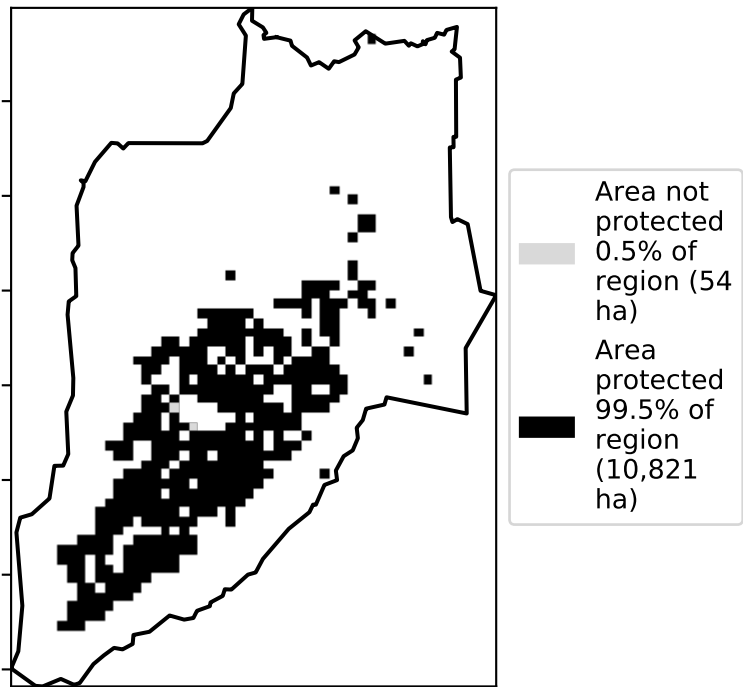 Area not
protected
0.5% of
region (54
ha)
Area
protected
99.5% of
region
(10,821
ha)